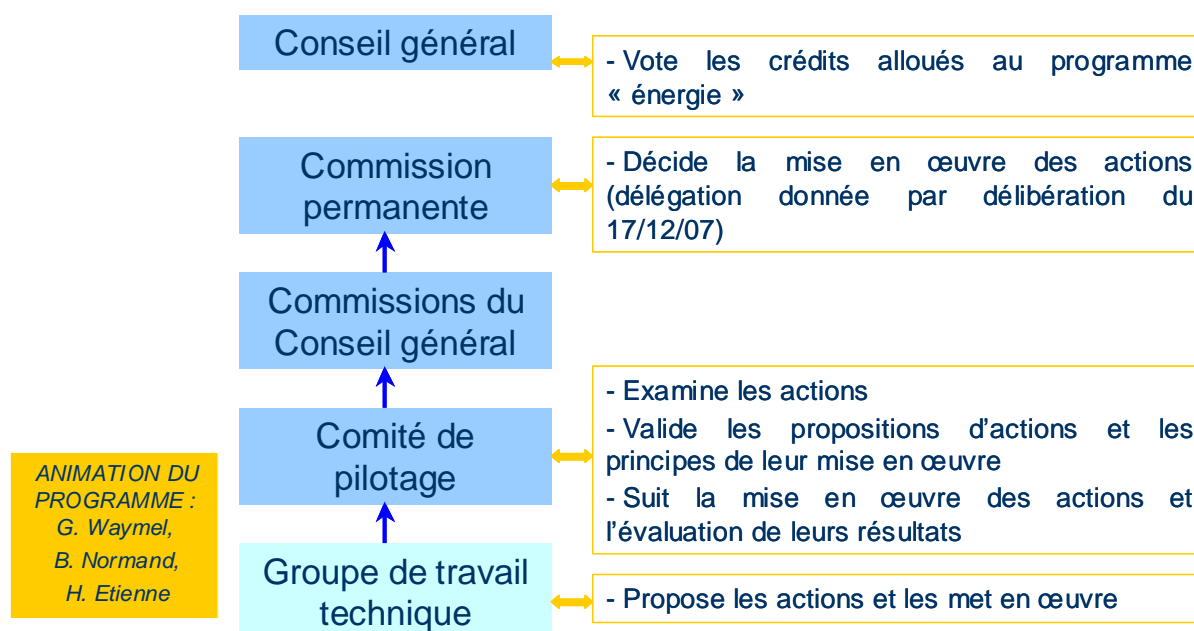 Conseil général
- Vote les crédits alloués au programme
« énergie »
Commission
permanente
- Décide la mise en œuvre des actions
(délégation donnée par délibération du
17/12/07)
Commissions du
Conseil général
Comité de
pilotage
- Examine les actions
- Valide les propositions d'actions et les
principes de leur mise en œuvre
- Suit la mise en œuvre des actions et
l'évaluation de leurs résultats
ANIMATION DU
PROGRAMME :
G. Waymel,
B. Normand,
H. Etienne
Groupe de travail
technique
- Propose les actions et les met en œuvre